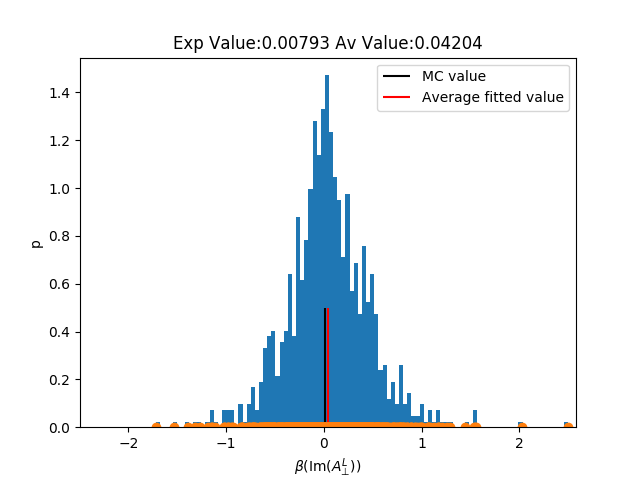 Exp Value:0.00793 Av Value:0.04204
MC value
Average fitted value
1.4
1.2
1.0
0.8
0.6
0.4
0.2
0.0
p
−2 −1 0 1 2
β(Im(A⊥^L))